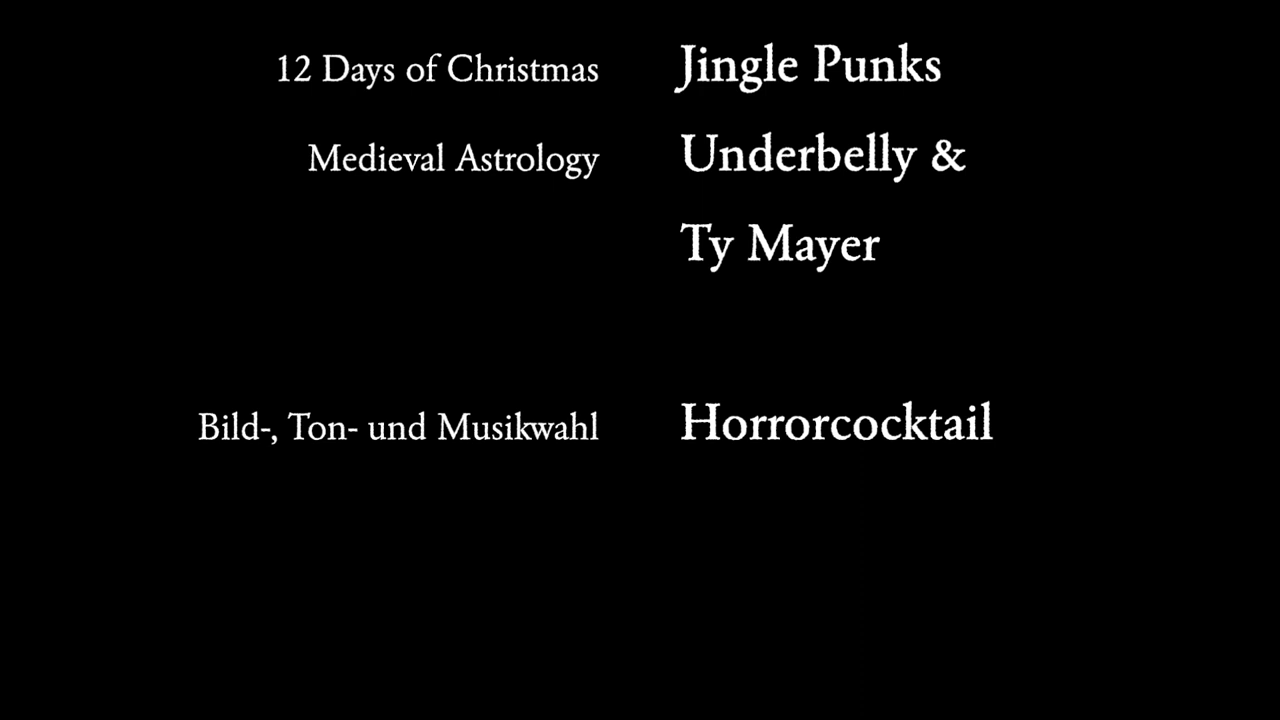 12 Days of Christmas Jingle Punks
Medieval Astrology Underbelly &
Ty Mayer
Bild-, Ton- und Musikwahl Horrorcocktail